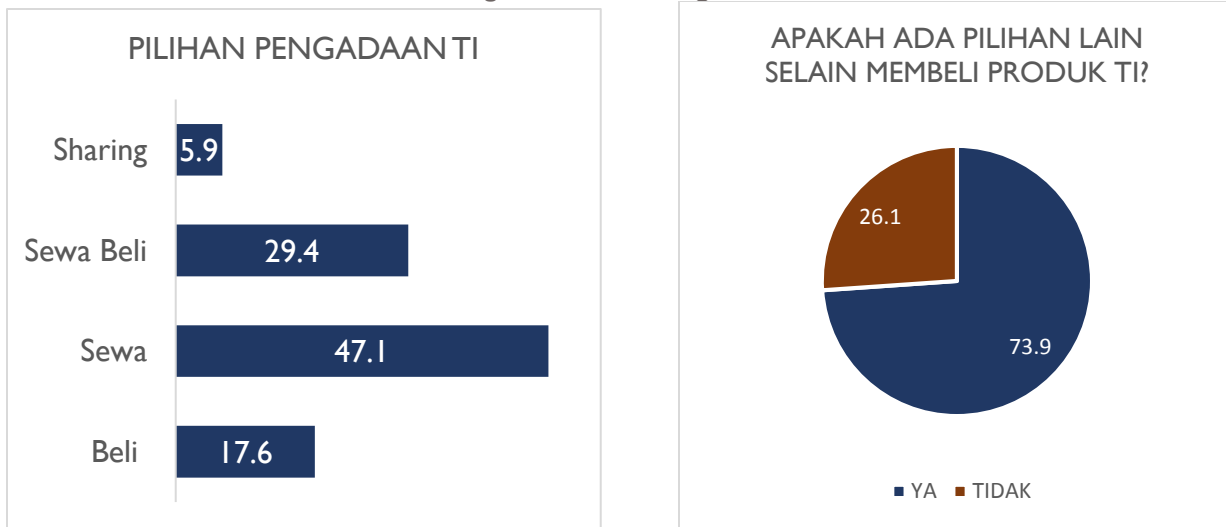 PILIHAN PENGADAAN TI
Sharing 5.9
Sewa Beli 29.4
Sewa 47.1
Beli 17.6
APAKAH ADA PILIHAN LAIN
SELAIN MEMBELI PRODUK TI?
26.1
73.9
YA TIDAK